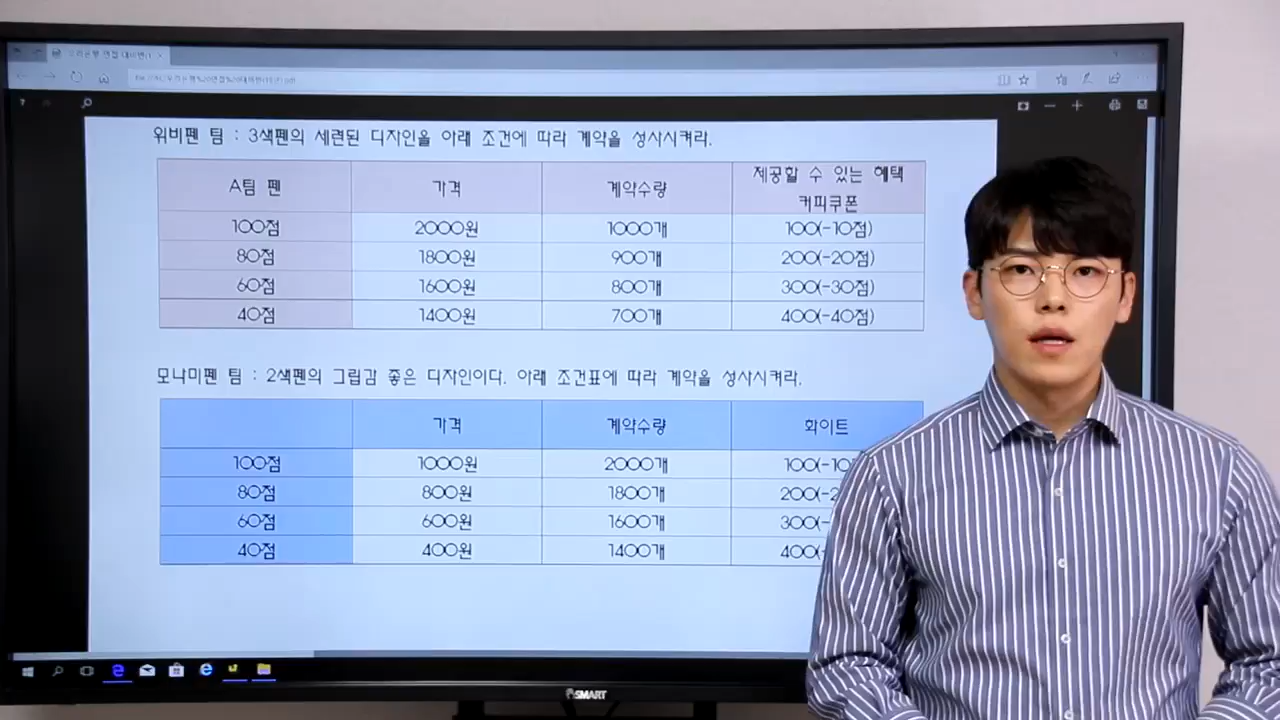 위비펜 팀 : 3색펜의 세련된 디자인을 아래 조건에 따라 계약을 성사시켜라.
A팀 펜 가격 계약수량 제공할 수 있는 혜택
커피쿠폰
100점 2000원 1000개 100(-10점)
80점 1800원 900개 200(-20점)
60점 1600원 800개 300(-30점)
40점 1400원 700개 400(-40점)
모나미펜 팀 : 2색펜의 그립감 좋은 디자인이다. 아래 조건표에 따라 계약을 성사시켜라.
가격 계약수량 화이트
100점 1000원 2000개 100(-10
80점 800원 1800개 200(-2
60점 600원 1600개 300(-
40점 400원 1400개 400(-
SMART